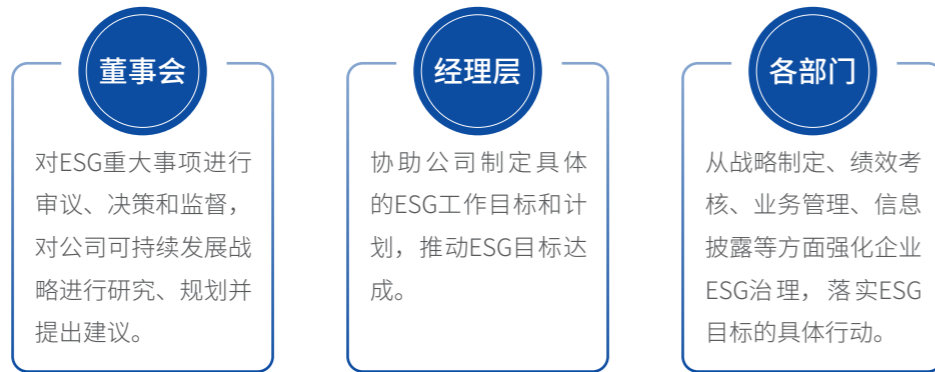 董事会
对ESG重大事项进行
审议、决策和监督，
对公司可持续发展战
略进行研究、规划并
提出建议。
经理层
协助公司制定具体
的ESG工作目标和计
划，推动ESG目标达
成。
各部门
从战略制定、绩效考
核、业务管理、信息
披露等方面强化企业
ESG治理，落实ESG
目标的具体行动。